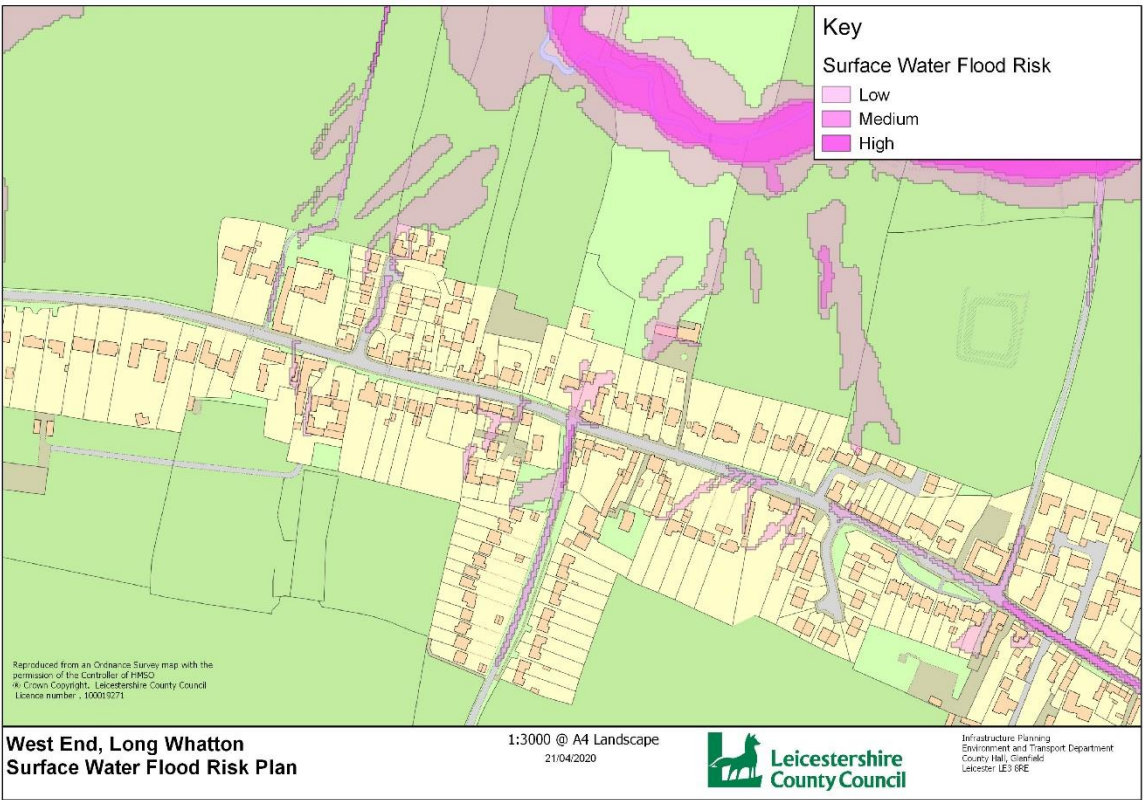 Key
Surface Water Flood Risk
Low
Medium
High
Reproduced from an Ordnance Survey map with the
permission of the Controller of HMSO
© Crown Copyright. Leicestershire County Council
Licence number . 100019271
West End, Long Whatton
Surface Water Flood Risk Plan
1:3000 @ A4 Landscape
21/04/2020
Leicestershire
County Council
Infrastructure Planning
Environment and Transport Department
County Hall, Glenfield
Leicester LE3 8RE